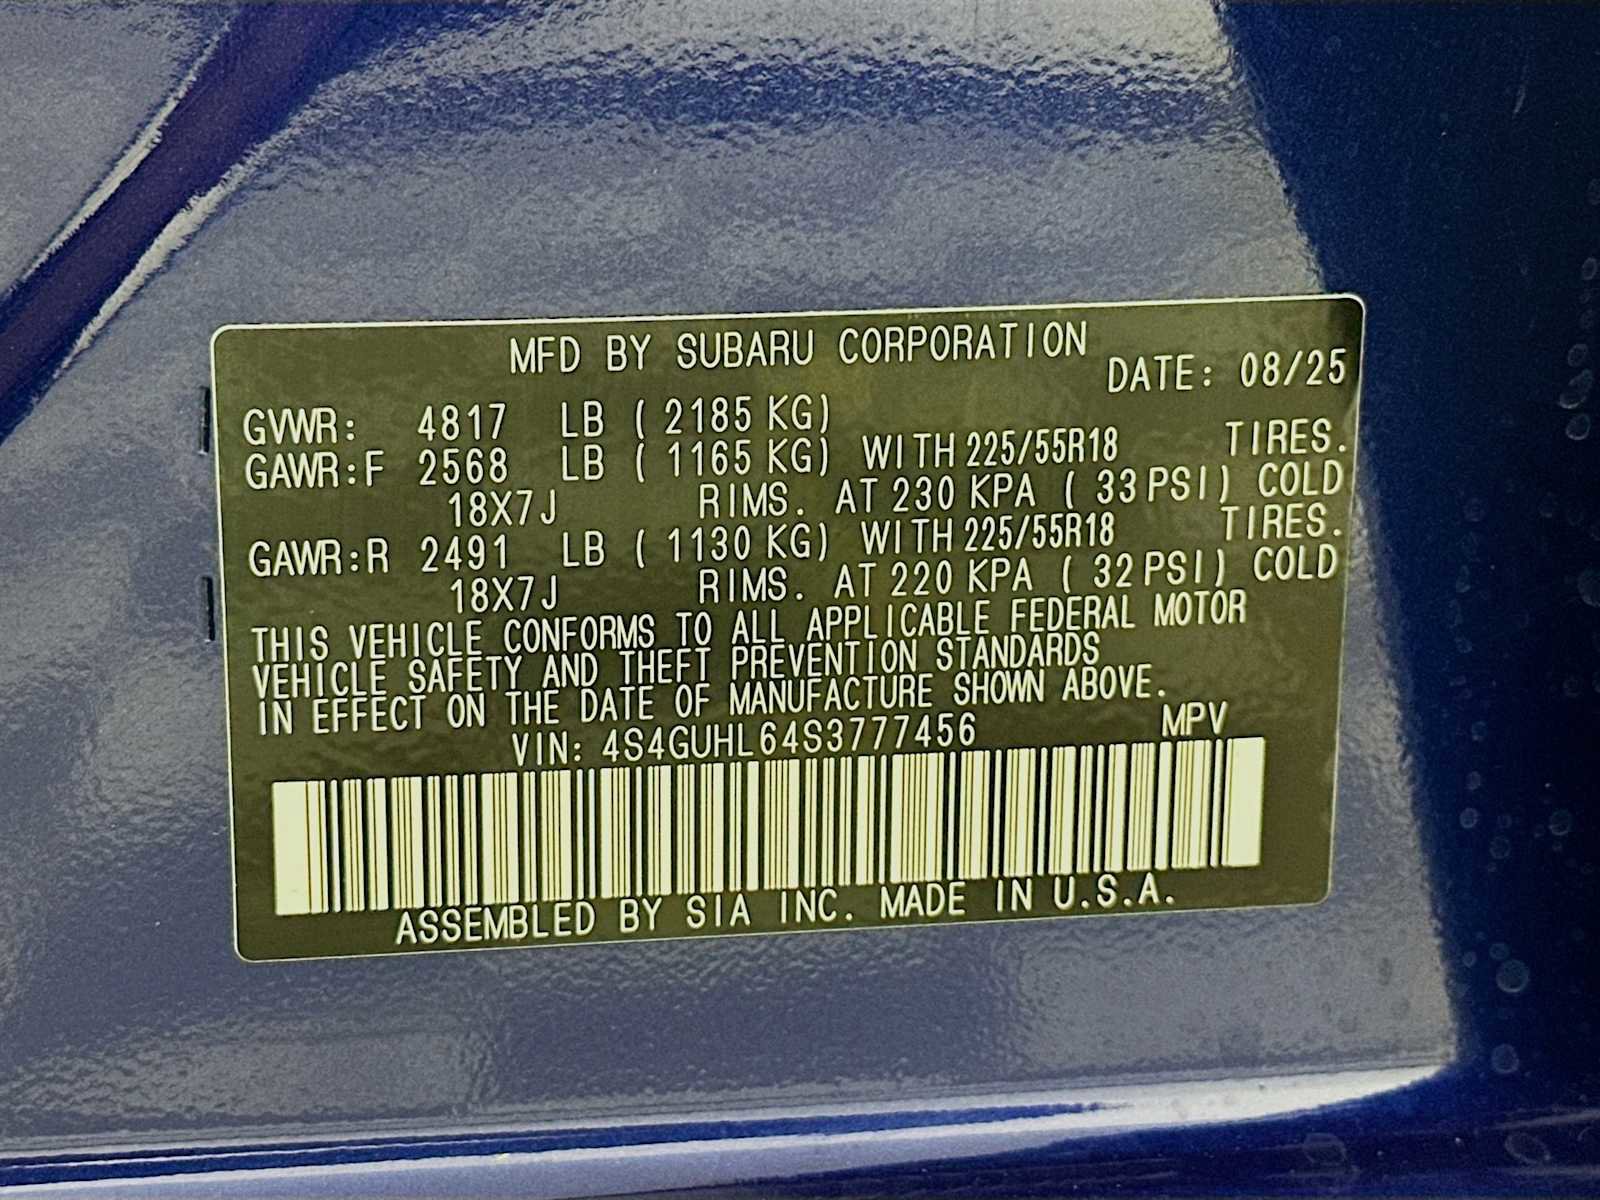 MFD BY SUBARU CORPORATION
DATE: 08/25
GVWR: 4817 LB ( 2185 KG)
GAWR:F 2568 LB ( 1165 KG) WITH 225/55R18 TIRES.
18X7J RIMS. AT 230 KPA ( 33 PSI) COLD
GAWR:R 2491 LB ( 1130 KG) WITH 225/55R18 TIRES.
18X7J RIMS. AT 220 KPA ( 32 PSI) COLD
THIS VEHICLE CONFORMS TO ALL APPLICABLE FEDERAL MOTOR
VEHICLE SAFETY AND THEFT PREVENTION STANDARDS
IN EFFECT ON THE DATE OF MANUFACTURE SHOWN ABOVE.
VIN: 4S4GUHL64S3777456 MPV
ASSEMBLED BY SIA INC. MADE IN U.S.A.